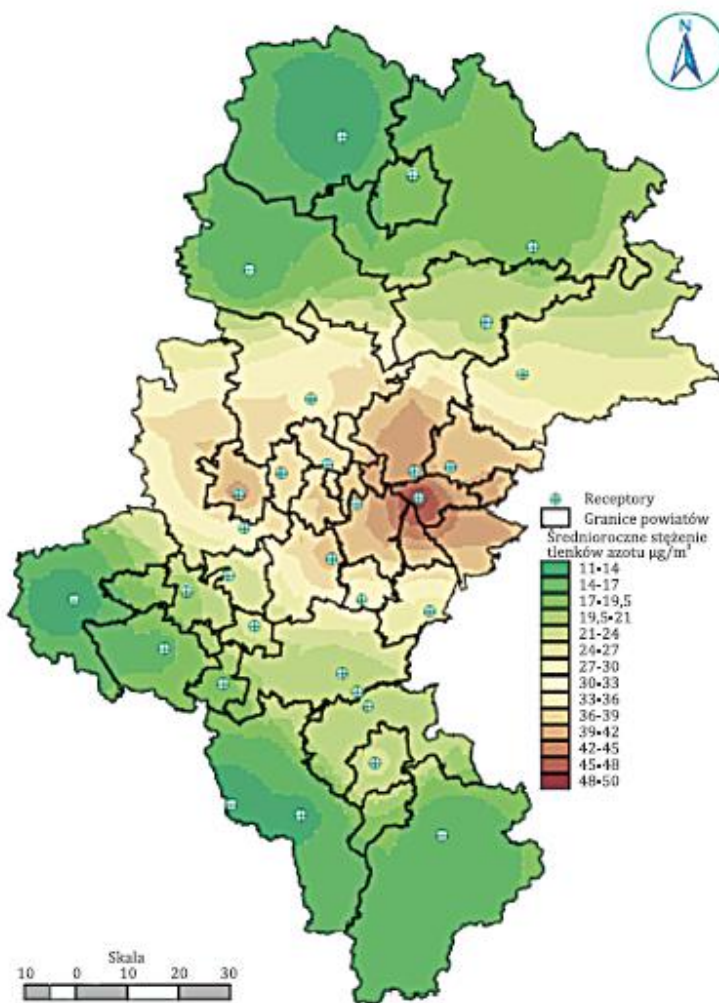 N
Receptory
Granice powiatów
Średnioroczne stężenie
tlenków azotu µg/m³
11•14
14-17
17•19,5
19,5•21
21-24
24•27
27-30
30•33
33•36
36-39
39•42
42-45
45•48
48•50
Skala
10 0 10 20 30